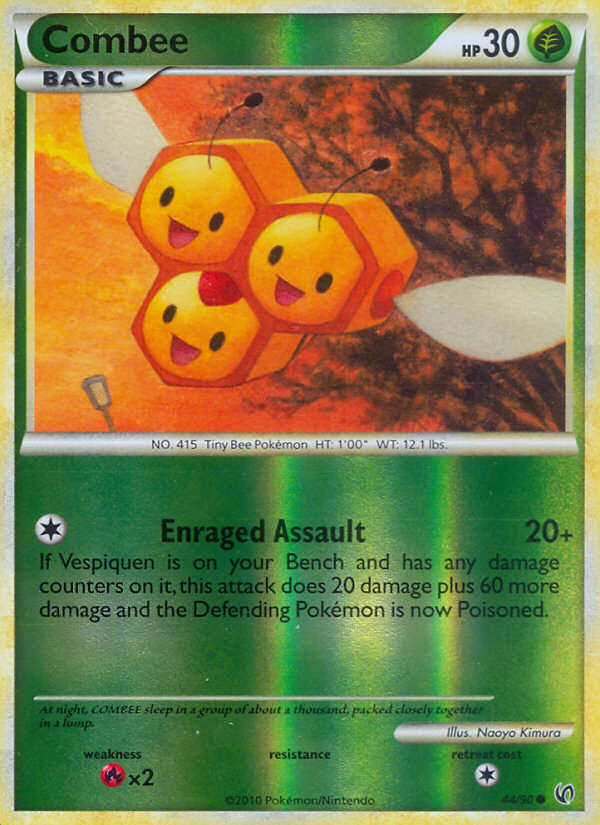 Combee
HP 30
BASIC
NO. 415 Tiny Bee Pokémon HT: 1'00" WT: 12.1 lbs.
Enraged Assault 20+
If Vespiquen is on your Bench and has any damage
counters on it, this attack does 20 damage plus 60 more
damage and the Defending Pokémon is now Poisoned.
At night, COMBEE sleep in a group of about a thousand, packed closely together
in a lump.
Illus. Naoyo Kimura
weakness resistance retreat cost
x2
©2010 Pokémon/Nintendo 44/90